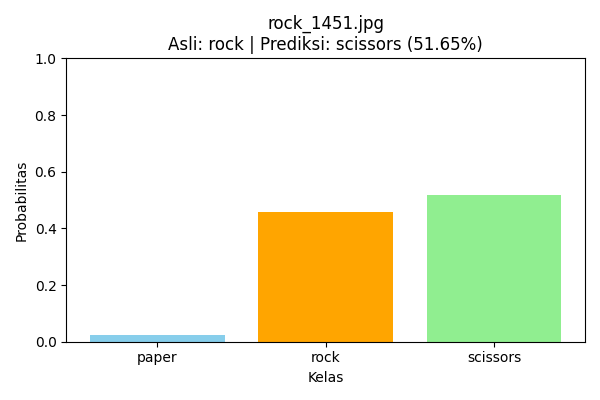 rock_1451.jpg
Asli: rock | Prediksi: scissors (51.65%)
1.0
0.8
0.6
0.4
0.2
0.0
Probabilitas
paper rock scissors
Kelas